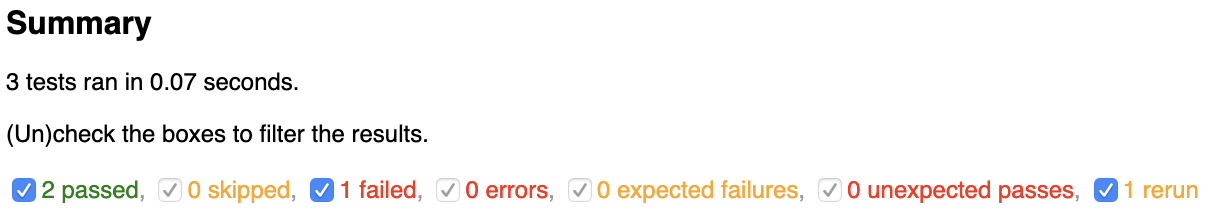 Summary
3 tests ran in 0.07 seconds.
(Un)check the boxes to filter the results.
2 passed, 0 skipped, 1 failed, 0 errors, 0 expected failures, 0 unexpected passes, 1 rerun